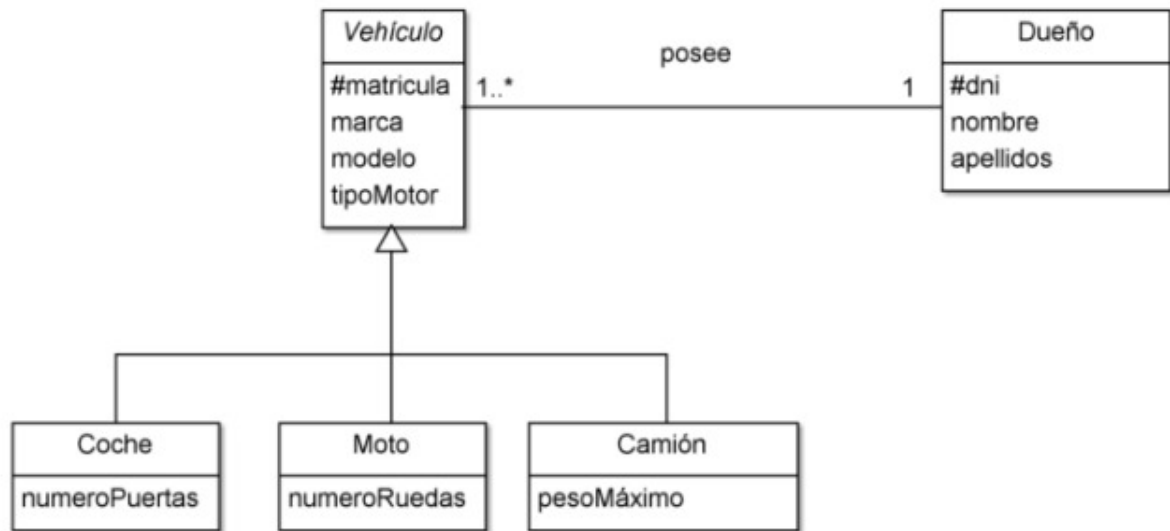 Vehículo
#matricula
marca
modelo
tipoMotor
1..*
posee
1
Dueño
#dni
nombre
apellidos
Coche
numeroPuertas
Moto
numeroRuedas
Camión
pesoMáximo